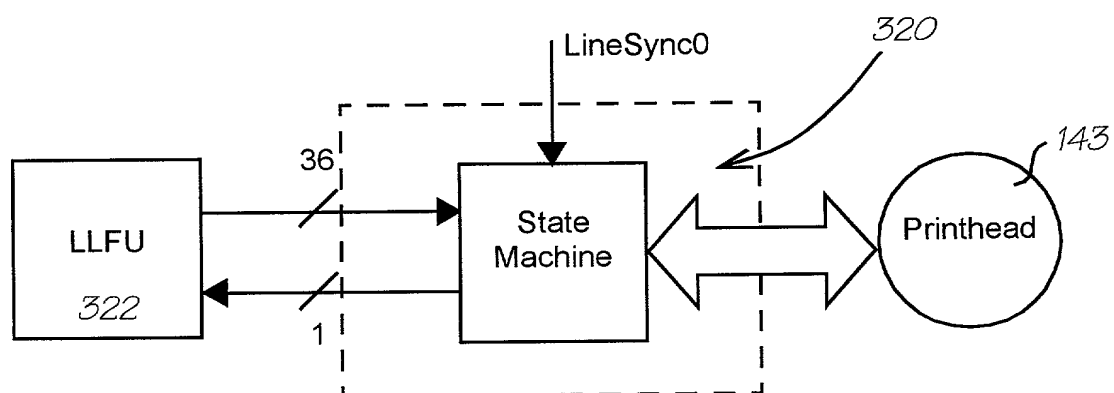 LineSync0
320
36
143
LLFU
State
Machine
Printhead
322
1